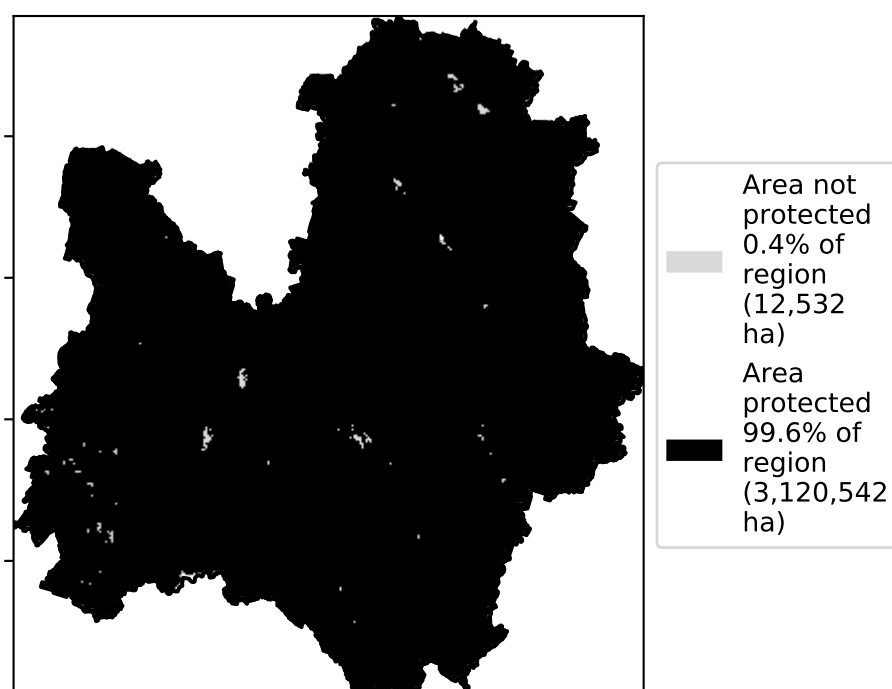 Area not
protected
0.4% of
region
(12,532
ha)
Area
protected
99.6% of
region
(3,120,542
ha)